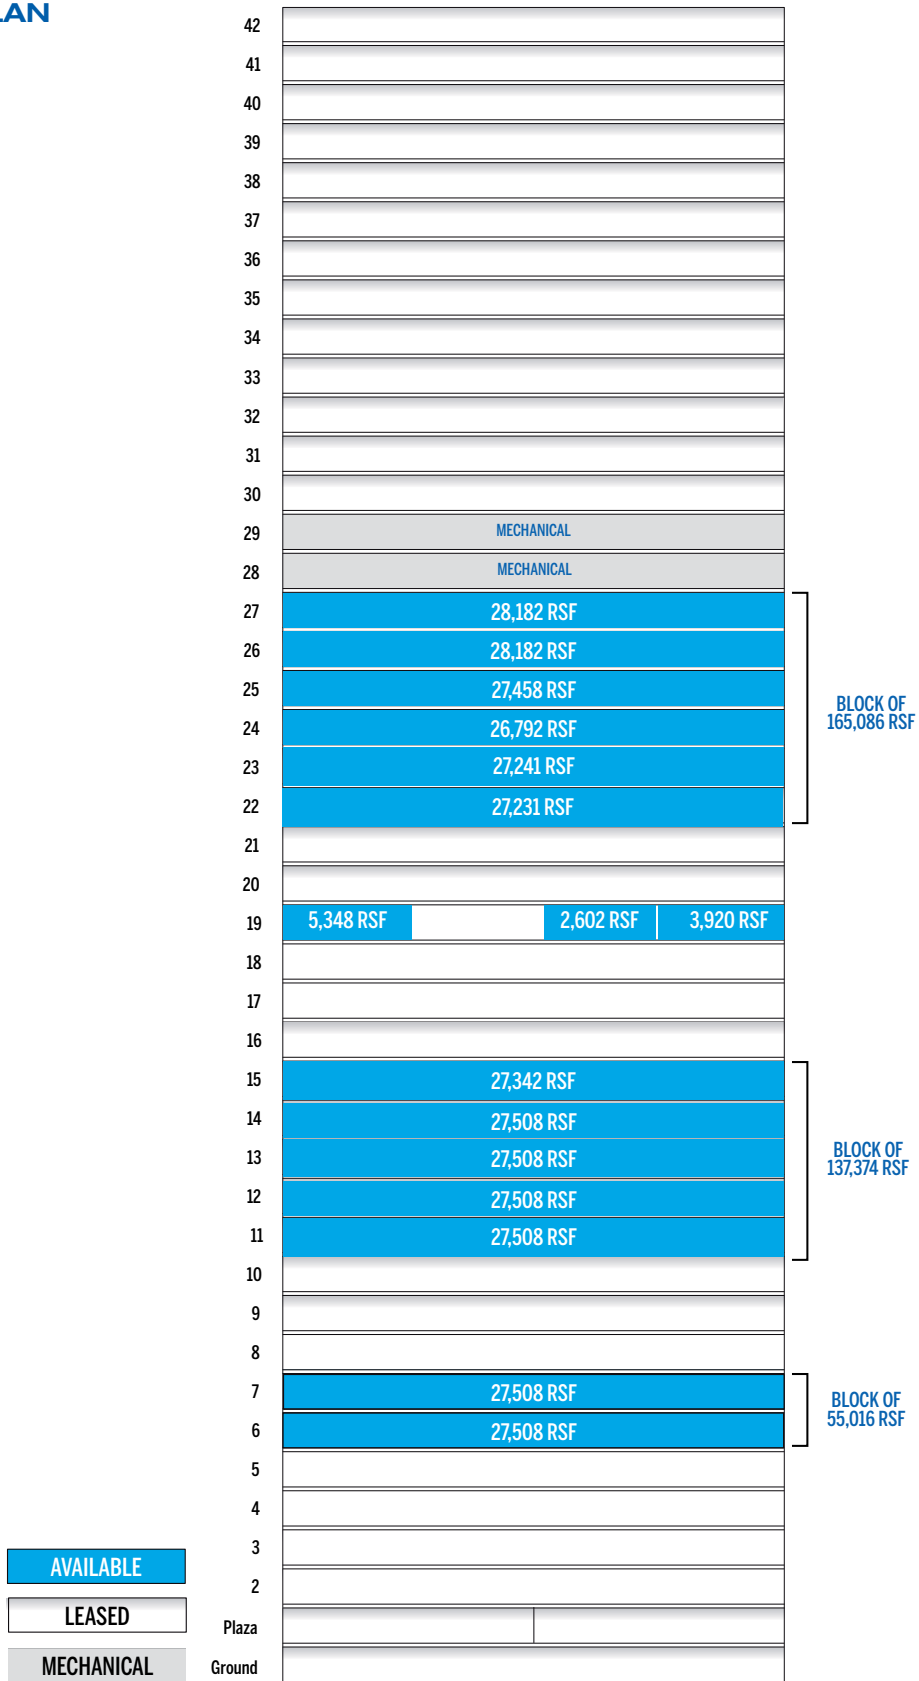 LAN
42
41
40
39
38
37
36
35
34
33
32
31
30
29 MECHANICAL
28 MECHANICAL
27 28,182 RSF
26 28,182 RSF
25 27,458 RSF
24 26,792 RSF
23 27,241 RSF
22 27,231 RSF
BLOCK OF
165,086 RSF
21
20
19 5,348 RSF 2,602 RSF 3,920 RSF
18
17
16
15 27,342 RSF
14 27,508 RSF
13 27,508 RSF
12 27,508 RSF
11 27,508 RSF
BLOCK OF
137,374 RSF
10
9
8
7 27,508 RSF
6 27,508 RSF
BLOCK OF
55,016 RSF
5
4
3
2
Plaza
Ground
AVAILABLE
LEASED
MECHANICAL